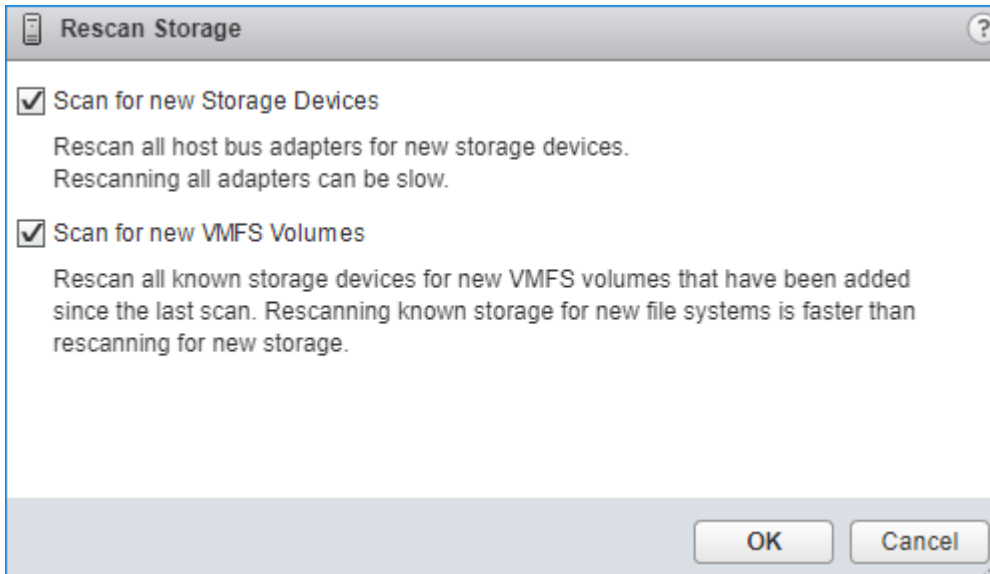 Rescan Storage
?
Scan for new Storage Devices
Rescan all host bus adapters for new storage devices.
Rescanning all adapters can be slow.
Scan for new VMFS Volumes
Rescan all known storage devices for new VMFS volumes that have been added
since the last scan. Rescanning known storage for new file systems is faster than
rescanning for new storage.
OK
Cancel